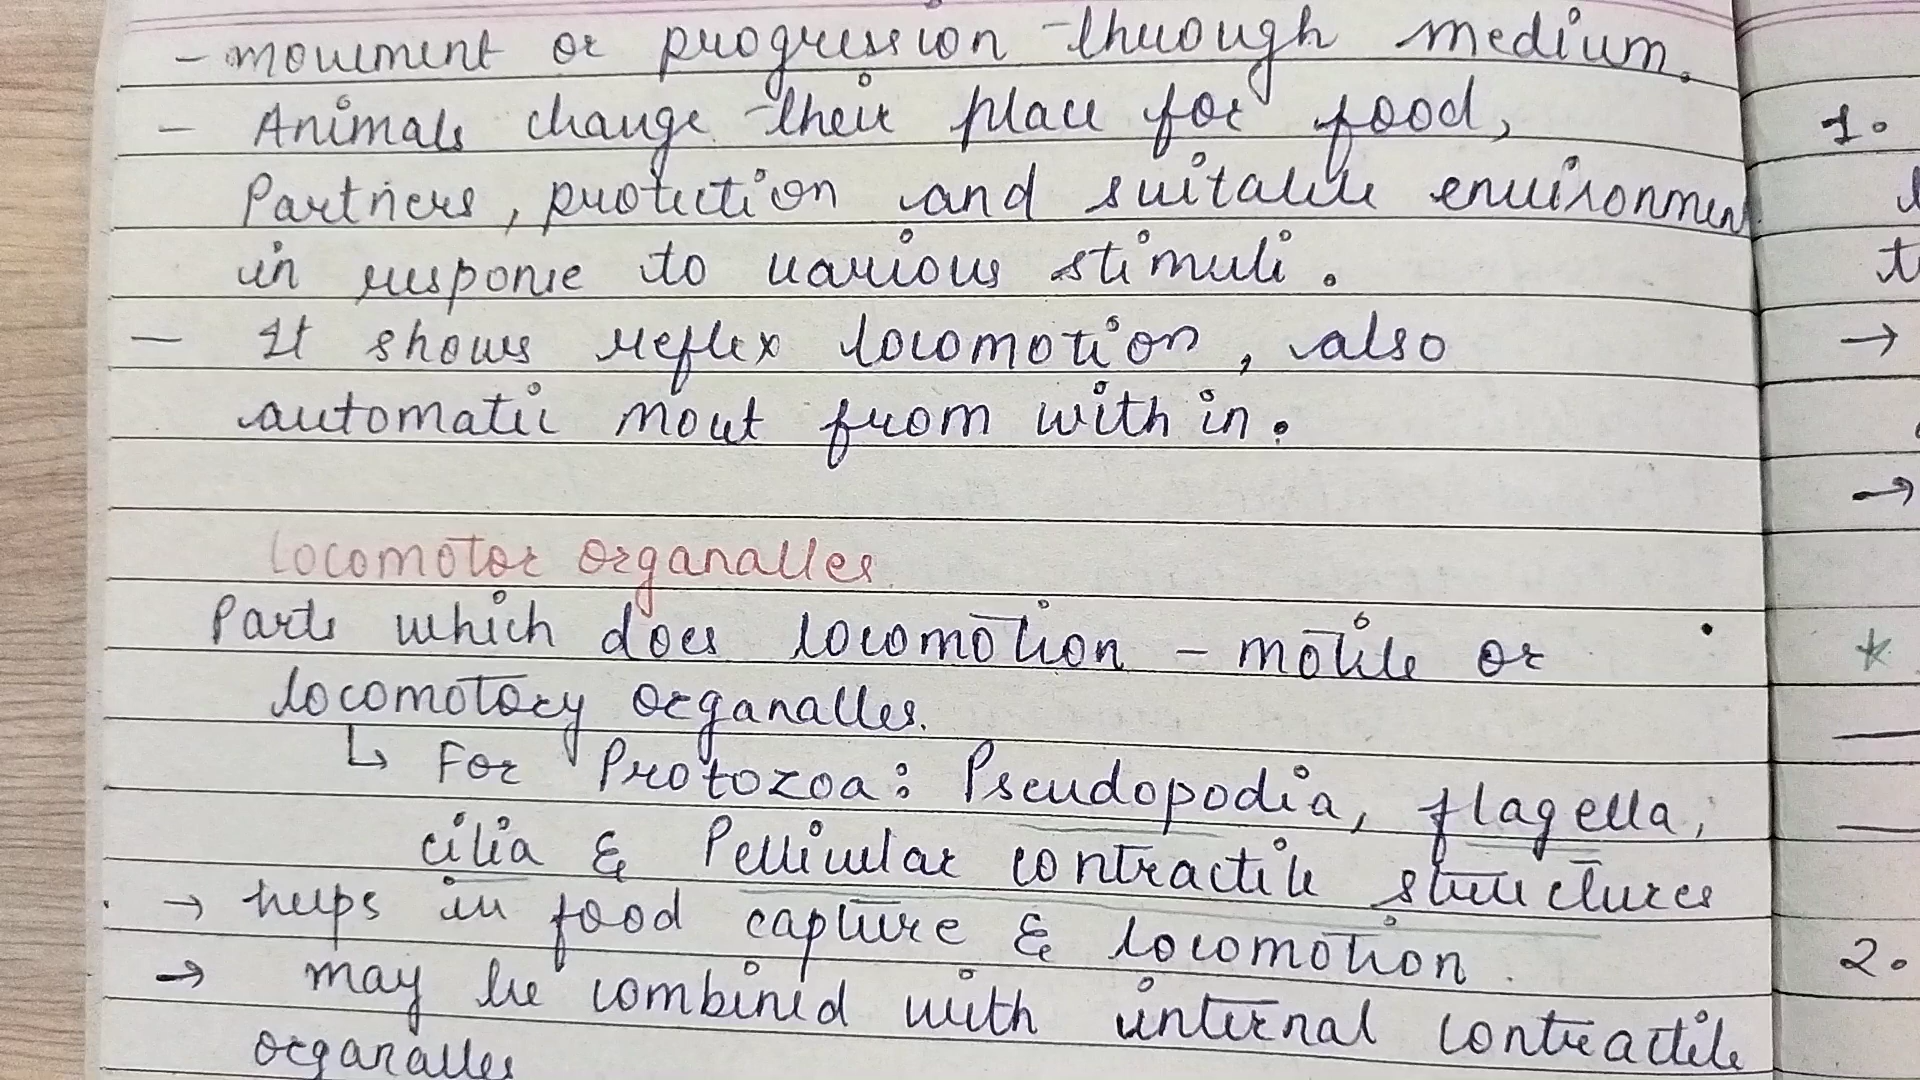 - movement or progression through medium.
- Animals change their place for food,
Partners, protection and suitable environment
in response to various stimuli.
- It shows reflex locomotion, also
automatic movt from with in.
locomotor organalles
Parts which does locomotion - motile or
locomotory organalles.
↳ For Protozoa: Pseudopodia, flagella,
cilia & Pellicular contractile structures
→ helps in food capture & locomotion.
→ may be combined with internal contractile
organalles
1.
t
→
→
*
2.